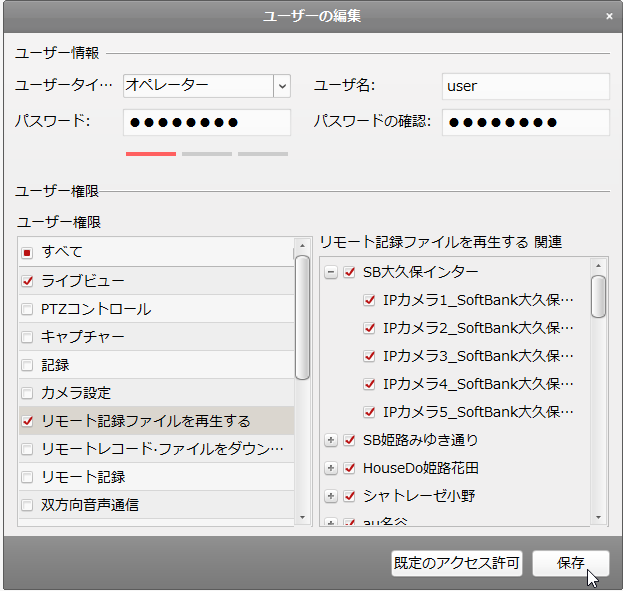 ユーザーの編集
ユーザー情報
ユーザータイ… オペレーター ユーザ名: user
パスワード: ●●●●●●●● パスワードの確認: ●●●●●●●●
ユーザー権限
ユーザー権限
すべて
ライブビュー
PTZコントロール
キャプチャー
記録
カメラ設定
リモート記録ファイルを再生する
リモートレコード·ファイルをダウン…
リモート記録
双方向音声通信
リモート記録ファイルを再生する 関連
SB大久保インター
IPカメラ1_SoftBank大久保…
IPカメラ2_SoftBank大久保…
IPカメラ3_SoftBank大久保…
IPカメラ4_SoftBank大久保…
IPカメラ5_SoftBank大久保…
SB姫路みゆき通り
HouseDo姫路花田
シャトレーゼ小野
au名谷
既定のアクセス許可 保存